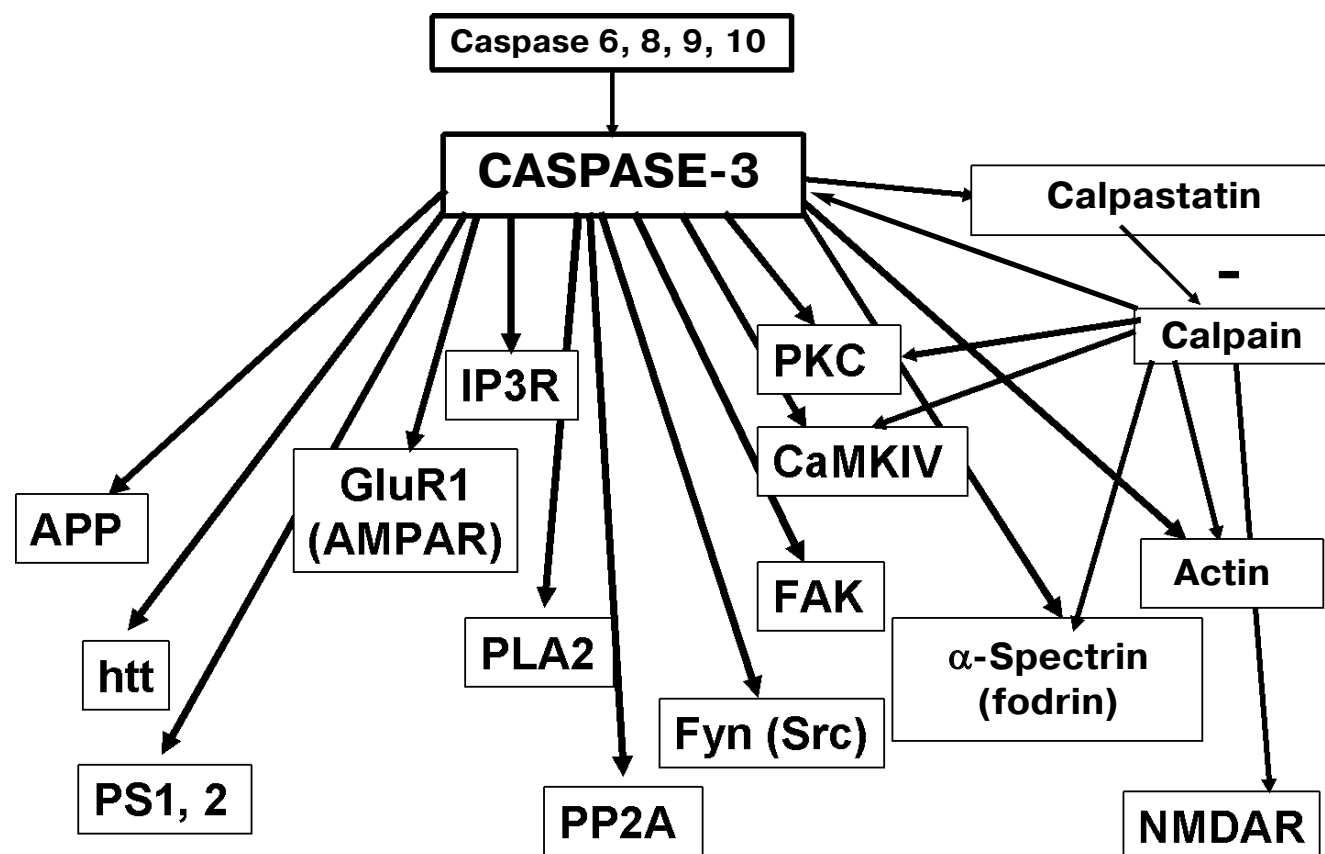 Caspase 6, 8, 9, 10
CASPASE-3
Calpastatin
-
Calpain
PKC
IP3R
CaMKIV
GluR1
(AMPAR)
APP
Actin
FAK
PLA2
htt
α-Spectrin
(fodrin)
Fyn (Src)
PS1, 2
PP2A
NMDAR